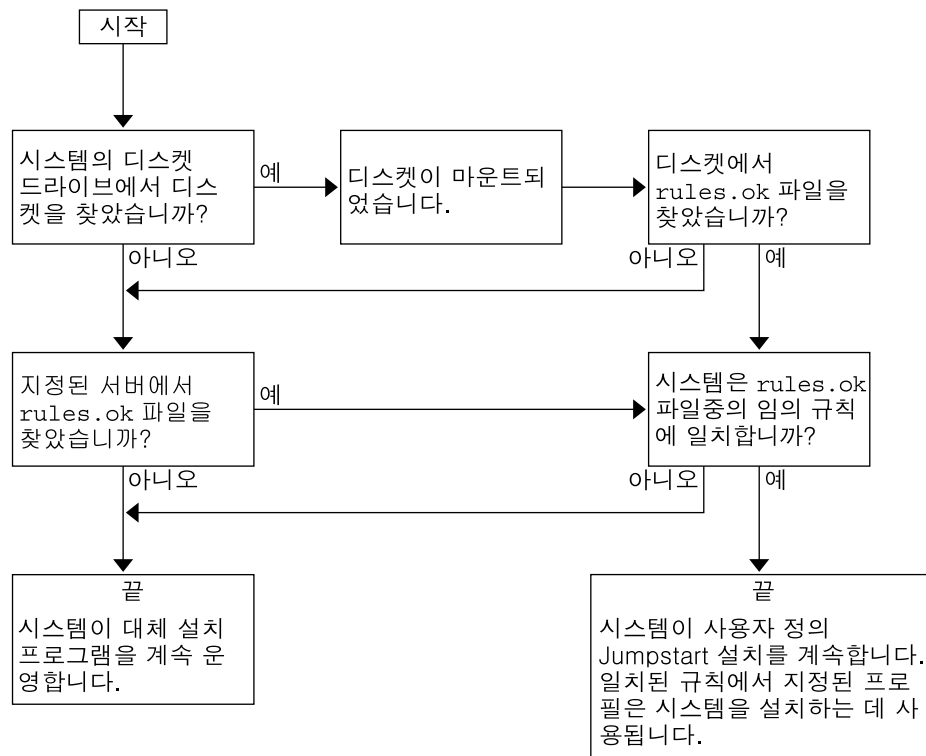 시작
시스템의 디스켓
드라이브에서 디스
켓을 찾았습니까?
예
디스켓이 마운트되
었습니다.
디스켓에서
rules.ok 파일을
찾았습니까?
아니오
아니오
예
지정된 서버에서
rules.ok 파일을
찾았습니까?
예
시스템은 rules.ok
파일중의 임의 규칙
에 일치합니까?
아니오
아니오
예
끝
시스템이 대체 설치
프로그램을 계속 운
영합니다.
끝
시스템이 사용자 정의
Jumpstart 설치를 계속합니다.
일치된 규칙에서 지정된 프로
필은 시스템을 설치하는 데 사
용됩니다.